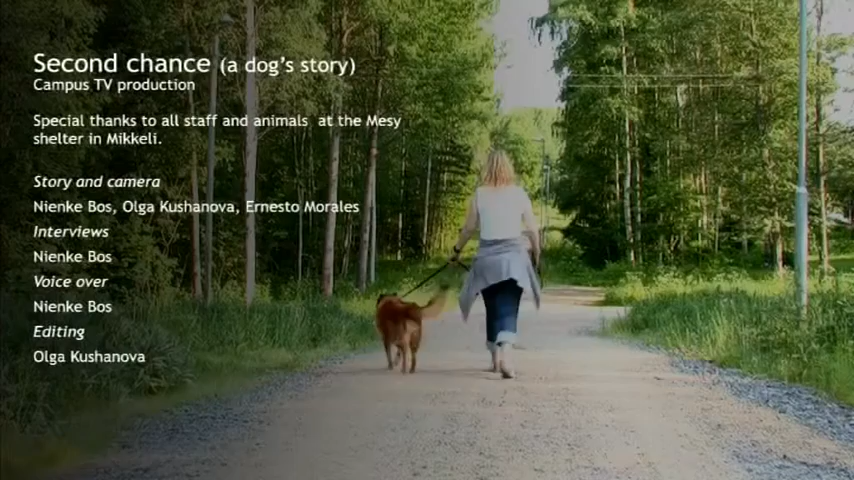 Second chance (a dog's story)
Campus TV production
Special thanks to all staff and animals at the Mesy
shelter in Mikkeli.
Story and camera
Nienke Bos, Olga Kushanova, Ernesto Morales
Interviews
Nienke Bos
Voice over
Nienke Bos
Editing
Olga Kushanova